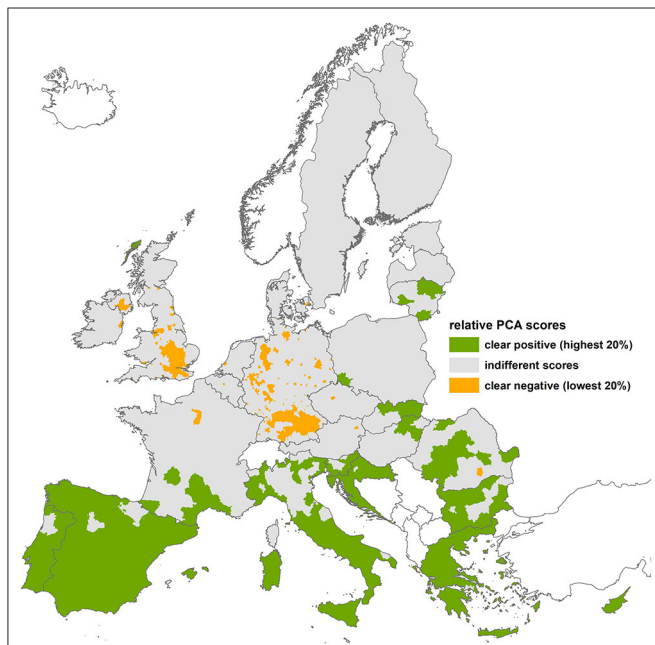 relative PCA scores
clear positive (highest 20%)
indifferent scores
clear negative (lowest 20%)